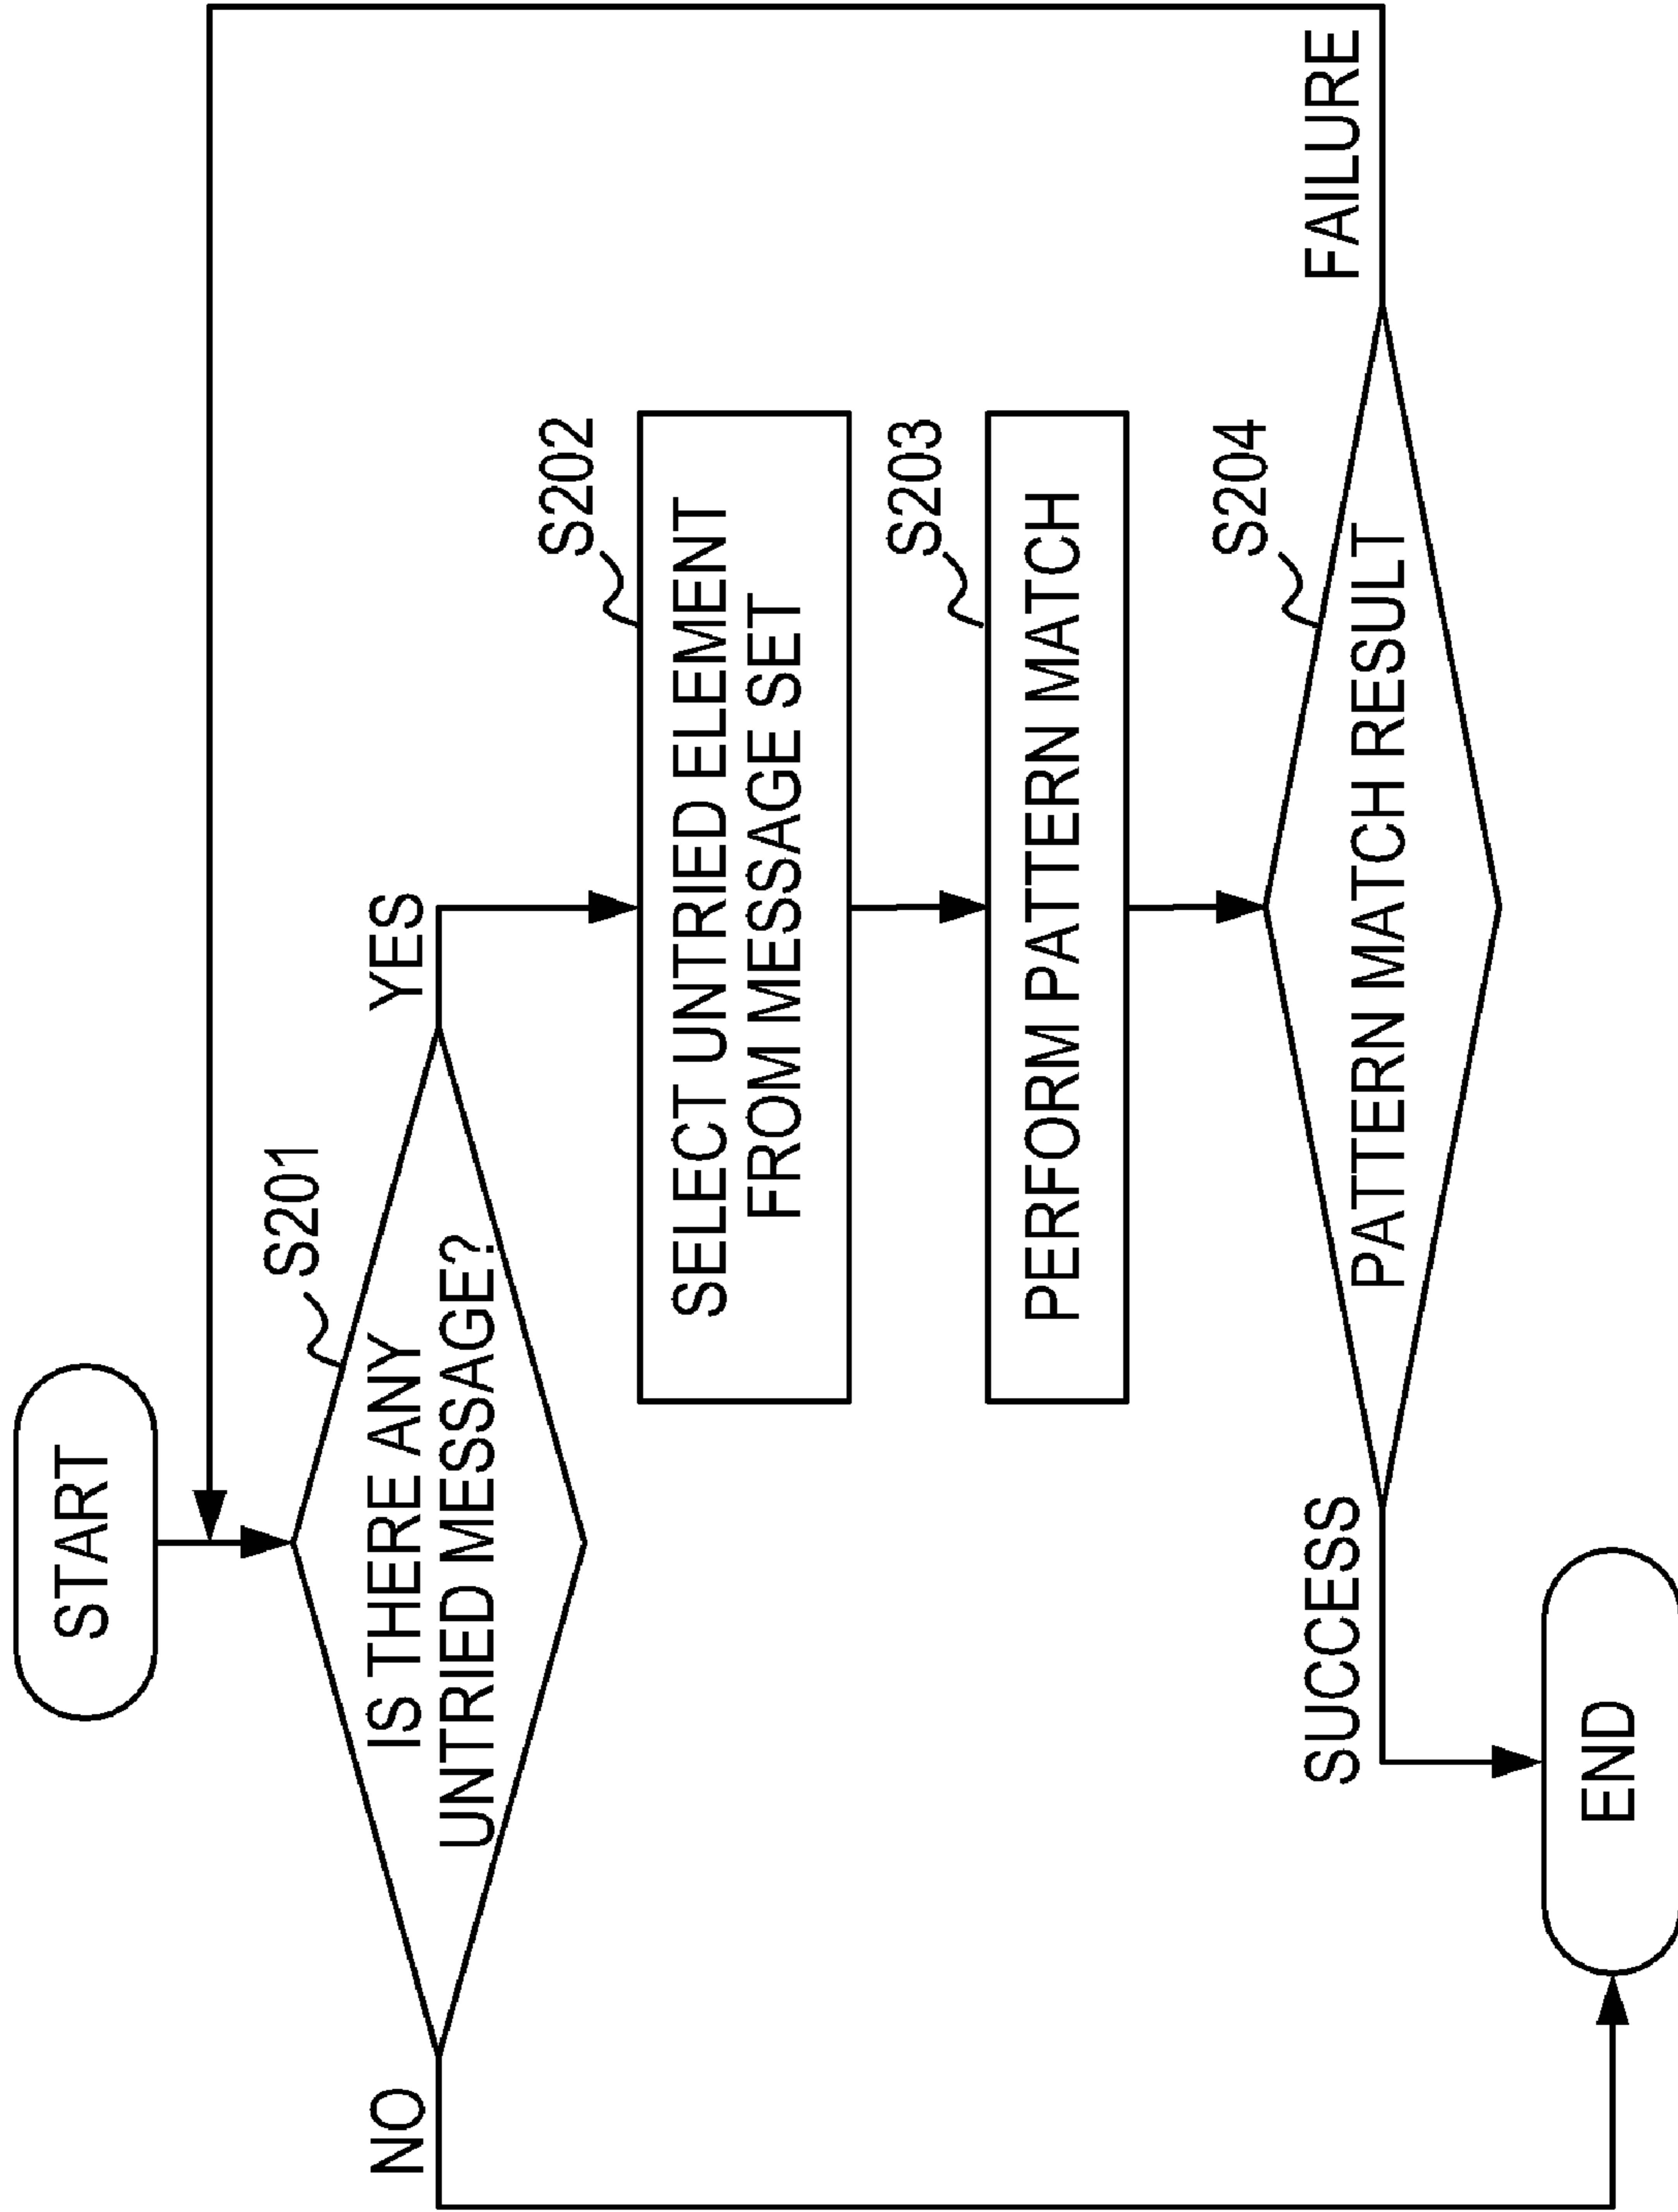 START
S201
IS THERE ANY
UNTRIED MESSAGE?
NO
YES
S202
SELECT UNTRIED ELEMENT
FROM MESSAGE SET
S203
PERFORM PATTERN MATCH
S204
PATTERN MATCH RESULT
SUCCESS
FAILURE
END